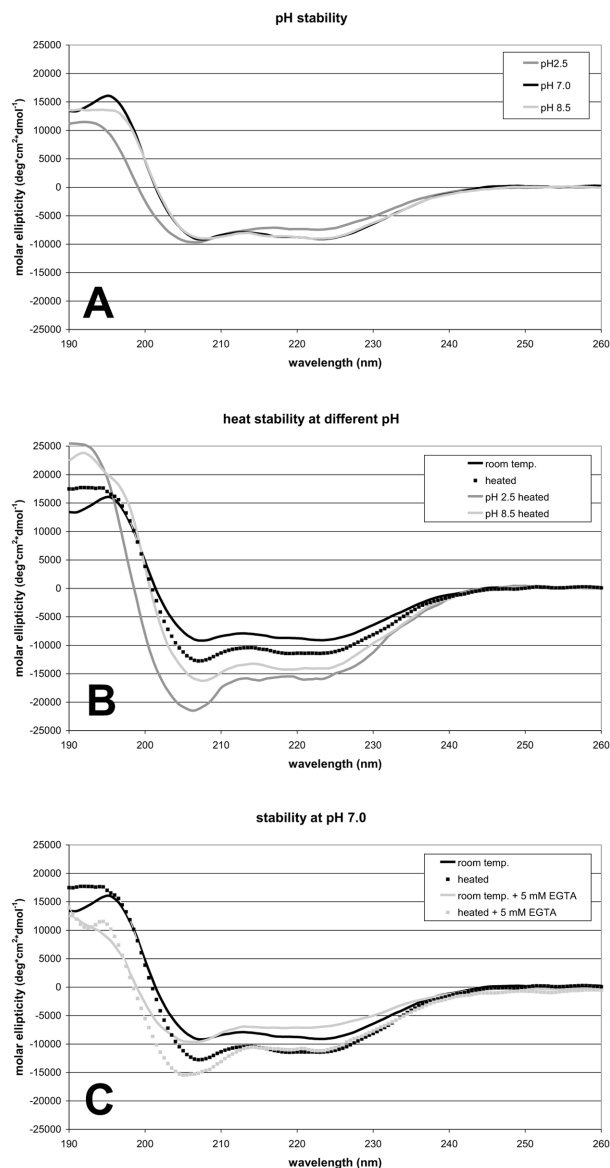 pH stability
25000
20000
15000
10000
5000
0
-5000
-10000
-15000
-20000
-25000
molar ellipticity (deg*cm²*dmol⁻¹)
pH2.5
pH 7.0
pH 8.5
A
190 200 210 220 230 240 250 260
wavelength (nm)
heat stability at different pH
25000
20000
15000
10000
5000
0
-5000
-10000
-15000
-20000
-25000
molar ellipticity (deg*cm²*dmol⁻¹)
room temp.
heated
pH 2.5 heated
pH 8.5 heated
B
190 200 210 220 230 240 250 260
wavelength (nm)
stability at pH 7.0
25000
20000
15000
10000
5000
0
-5000
-10000
-15000
-20000
-25000
molar ellipticity (deg*cm²*dmol⁻¹)
room temp.
heated
room temp. + 5 mM EGTA
heated + 5 mM EGTA
C
190 200 210 220 230 240 250 260
wavelength (nm)